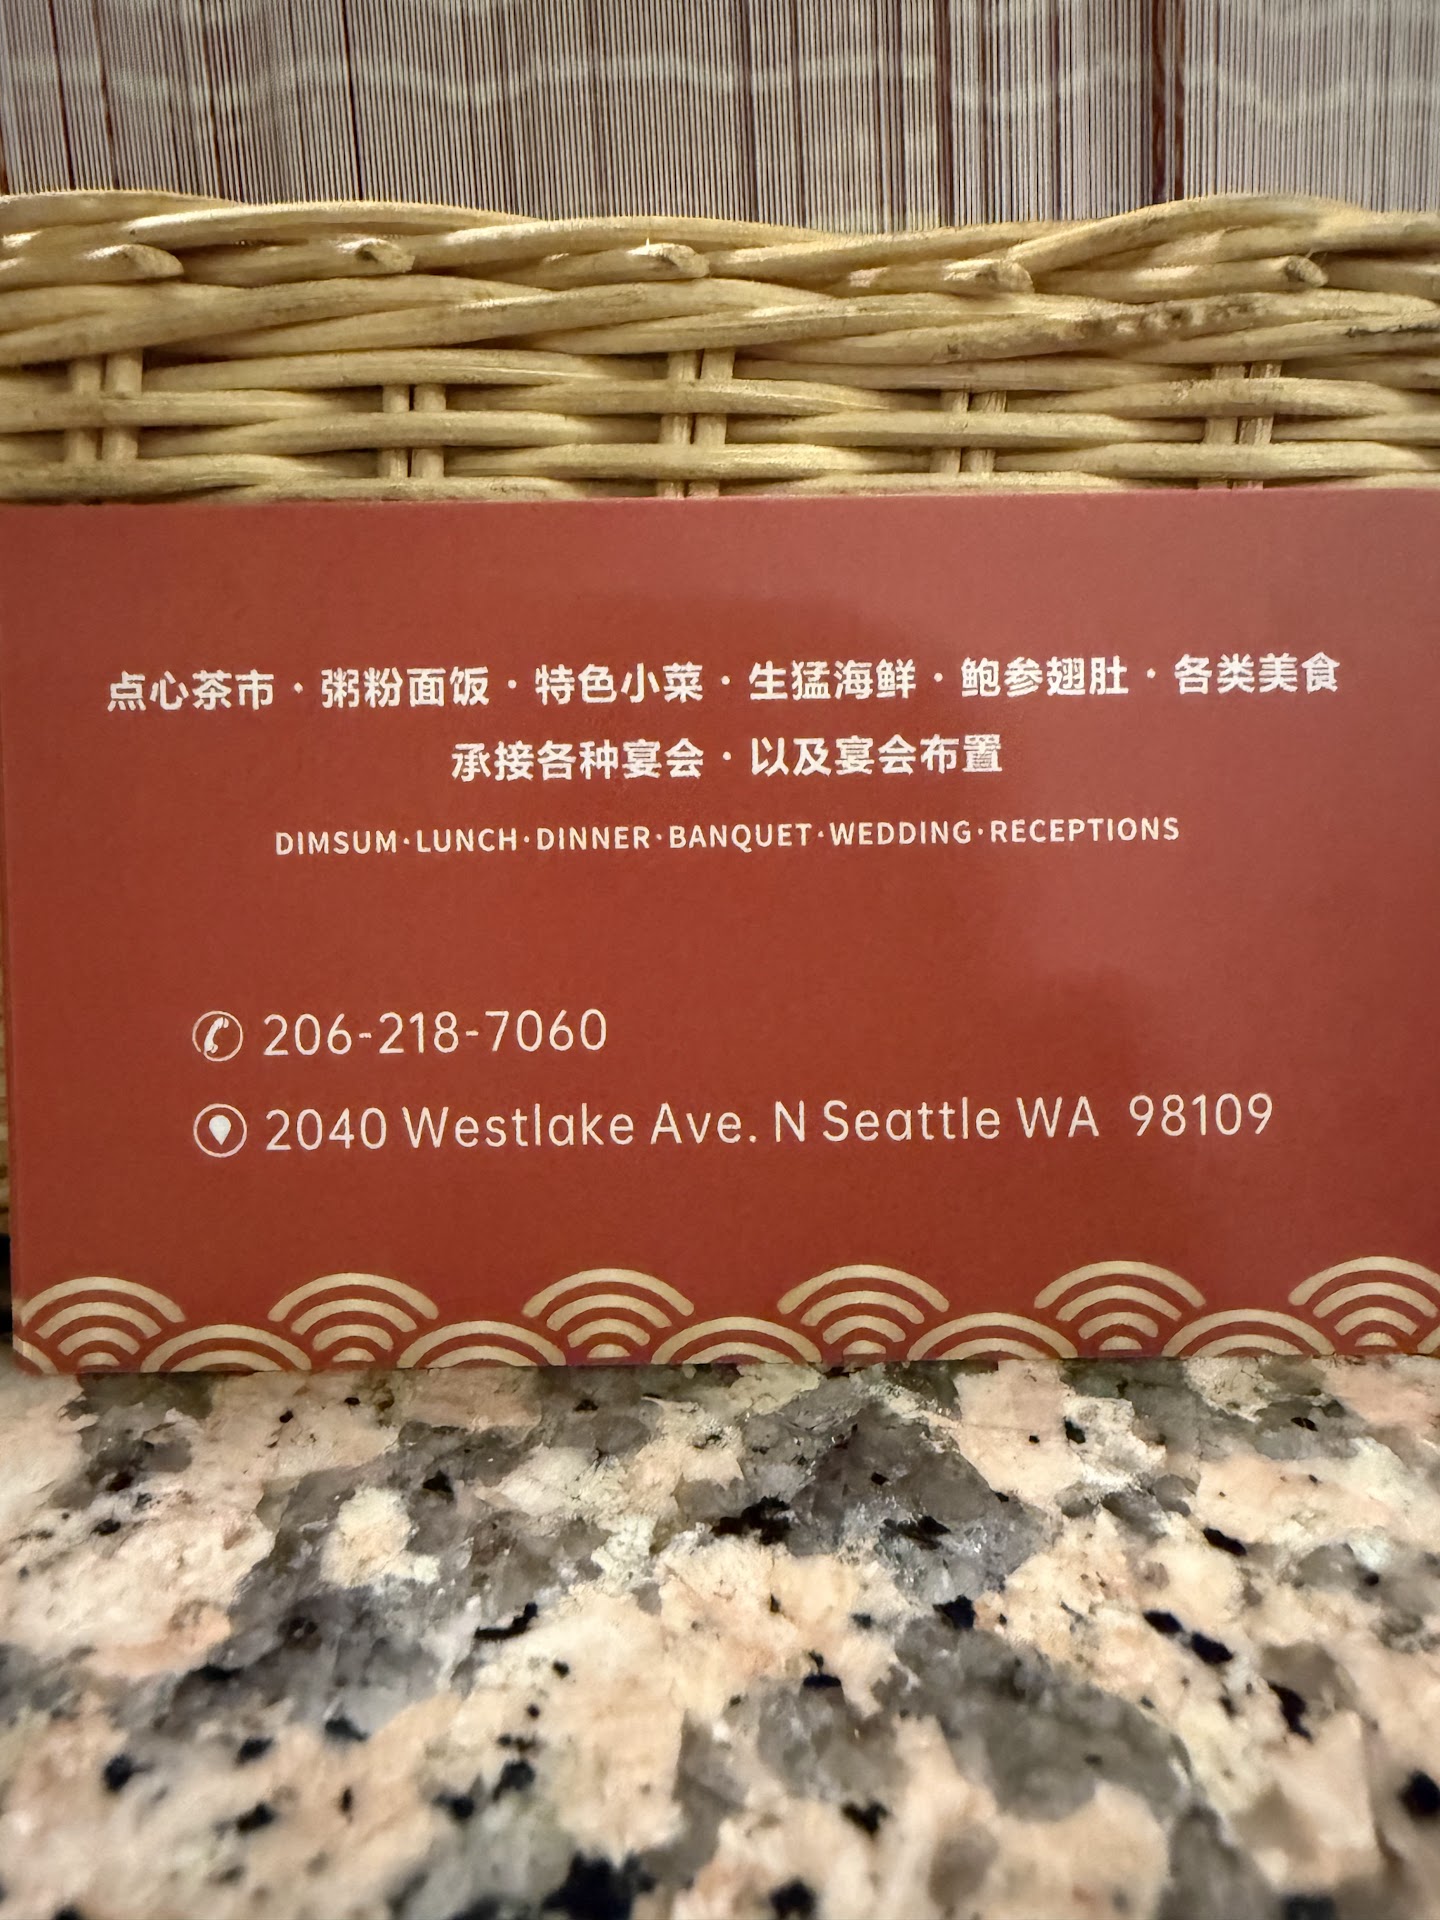 点心茶市·粥粉面饭·特色小菜·生猛海鲜·鲍参翅肚·各类美食
承接各种宴会·以及宴会布置
DIMSUM·LUNCH·DINNER·BANQUET·WEDDING·RECEPTIONS
206-218-7060
2040 Westlake Ave. N Seattle WA 98109